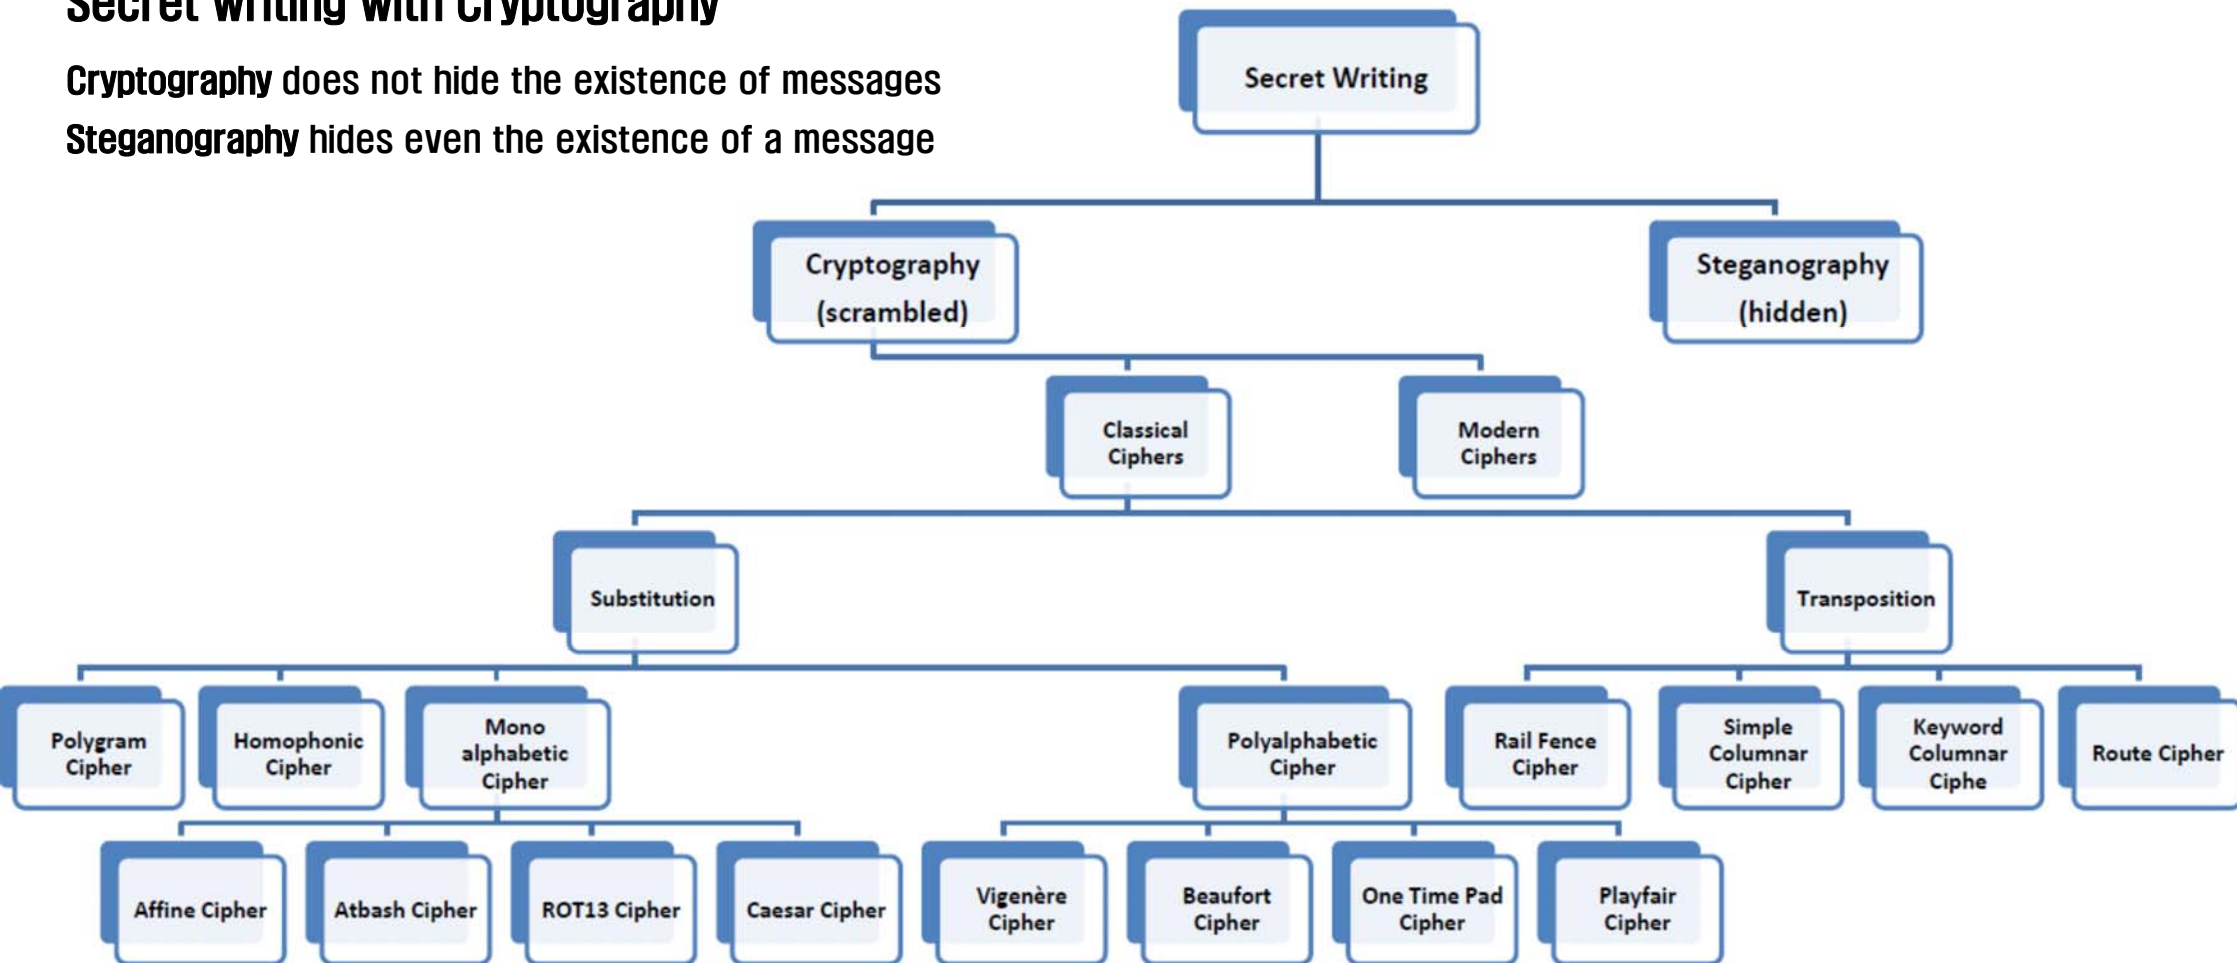 Secret Writing with Cryptography
Cryptography does not hide the existence of messages
Steganography hides even the existence of a message
Secret Writing
Cryptography
(scrambled)
Steganography
(hidden)
Classical
Ciphers
Modern
Ciphers
Substitution
Transposition
Polygram
Cipher
Homophonic
Cipher
Mono
alphabetic
Cipher
Polyalphabetic
Cipher
Rail Fence
Cipher
Simple
Columnar
Cipher
Keyword
Columnar
Ciphe
Route Cipher
Affine Cipher
Atbash Cipher
ROT13 Cipher
Caesar Cipher
Vigenère
Cipher
Beaufort
Cipher
One Time Pad
Cipher
Playfair
Cipher